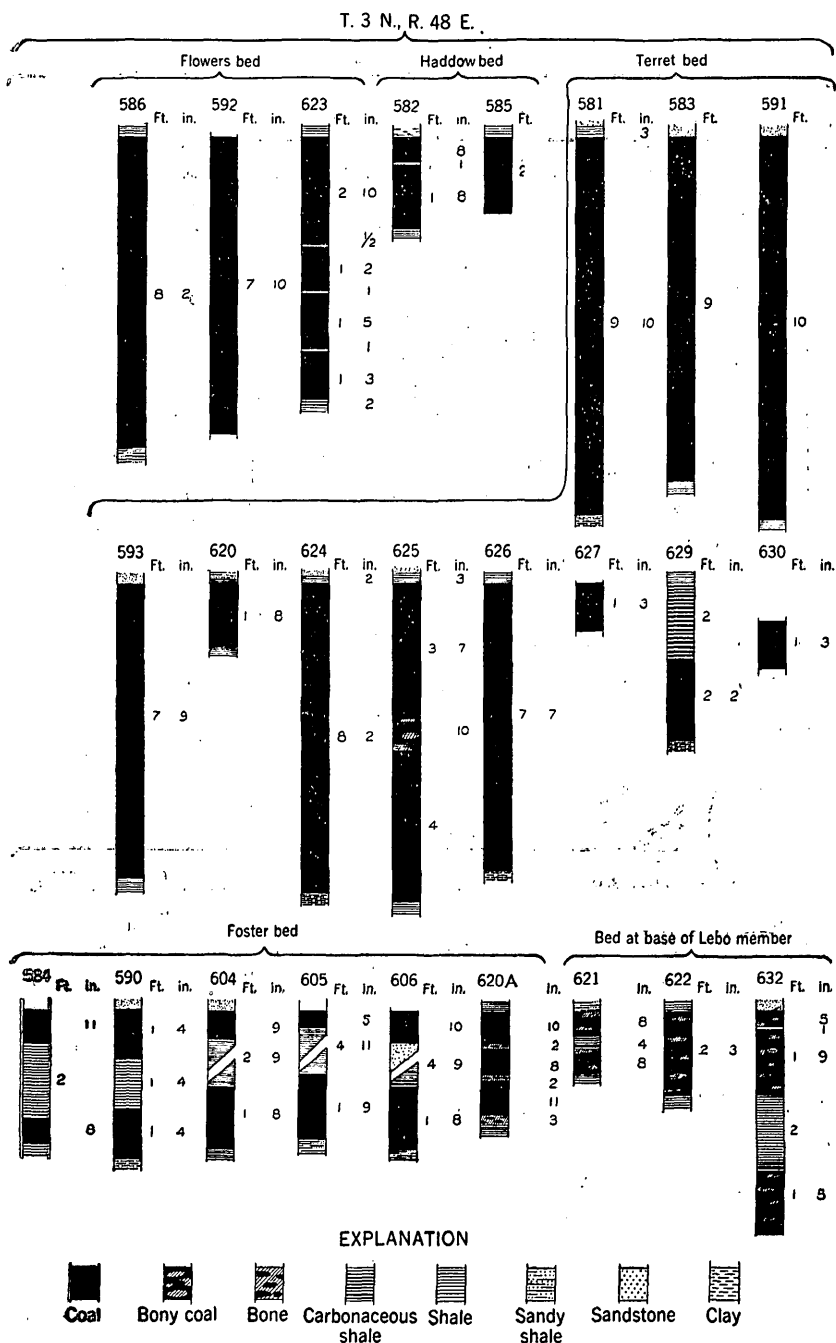 T. 3 N., R. 48 E.
Flowers bed Haddow bed Terret bed
586 592 623 582 585 581 583 591
Ft. in. Ft. in. Ft. in. Ft. in. Ft. in. Ft. in. Ft. in. Ft. in.
3
8
1
2
2 10
1 8
½
1 2
8 2
7 10
1
9
9 10
10
1 5
1
1 3
2
593 620 624 625 626 627 629 630
Ft. in. Ft. in. Ft. in. Ft. in. Ft. in. Ft. in. Ft. in. Ft. in.
2 3
1 3
1 8
2
1 3
3 7
2 2
7 9
7 7
8 2
10
4
Foster bed Bed at base of Lebo member
584 590 604 605 606 620A 621 622 632
Ft. in. Ft. in. Ft. in. Ft. in. Ft. in. in. in. Ft. in. Ft. in.
11 1 4 9 5 10 10 8 5
1
2 4 2 3
2 9 4 11 4 9 8 8 1 9
2 1 4 2
8 1 4 1 8 1 9 1 8 11 2
3
1 8
EXPLANATION
Coal Bony coal Bone Carbonaceous shale Shale Sandy shale Sandstone Clay